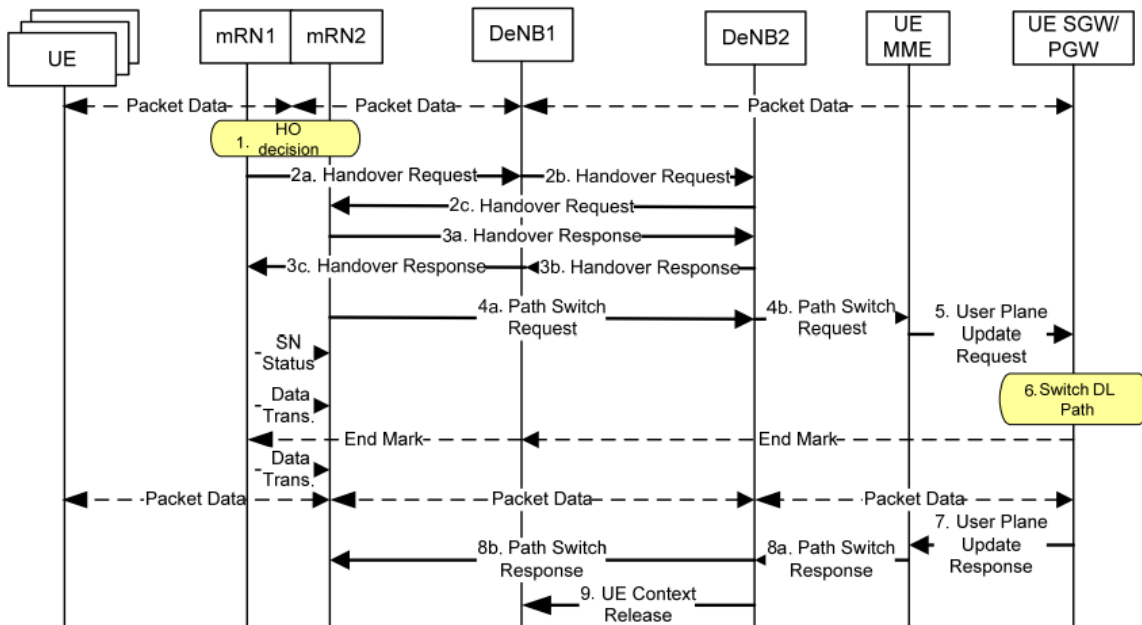 UE
mRN1
mRN2
DeNB1
DeNB2
UE
MME
UE SGW/
PGW
Packet Data
Packet Data
Packet Data
1. HO
decision
2a. Handover Request
2b. Handover Request
2c. Handover Request
3a. Handover Response
3c. Handover Response
3b. Handover Response
4a. Path Switch
Request
4b. Path Switch
Request
5. User Plane
Update
Request
SN
Status
6. Switch DL
Path
Data
Trans.
End Mark
End Mark
Data
Trans.
Packet Data
Packet Data
Packet Data
7. User Plane
Update
Response
8b. Path Switch
Response
8a. Path Switch
Response
9. UE Context
Release